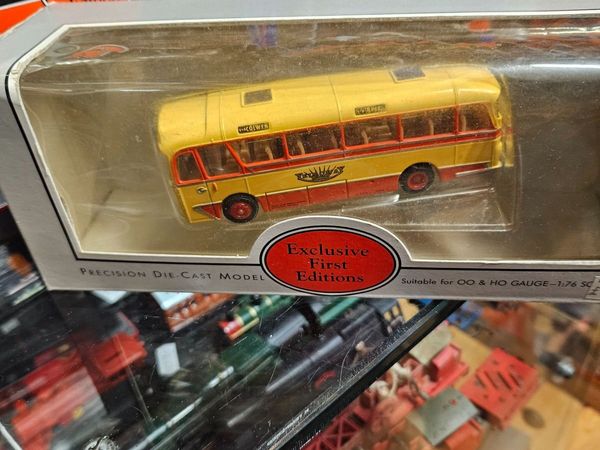 Exclusive
First
Editions
PRECISION DIE-CAST MODEL
Suitable for OO & HO GAUGE–1:76 SC